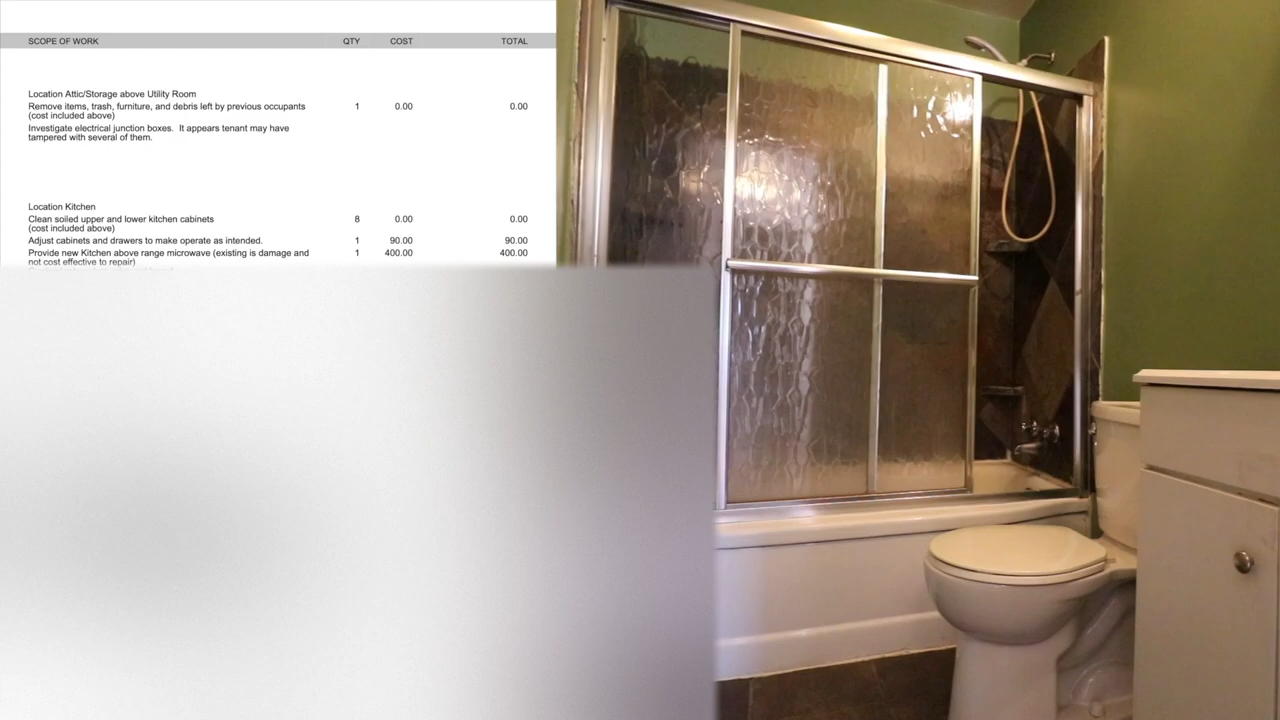 SCOPE OF WORK QTY COST TOTAL
Location Attic/Storage above Utility Room
Remove items, trash, furniture, and debris left by previous occupants 1 0.00 0.00
(cost included above)
Investigate electrical junction boxes. It appears tenant may have
tampered with several of them.
Location Kitchen
Clean soiled upper and lower kitchen cabinets 8 0.00 0.00
(cost included above)
Adjust cabinets and drawers to make operate as intended. 1 90.00 90.00
Provide new Kitchen above range microwave (existing is damage and 1 400.00 400.00
not cost effective to repair)